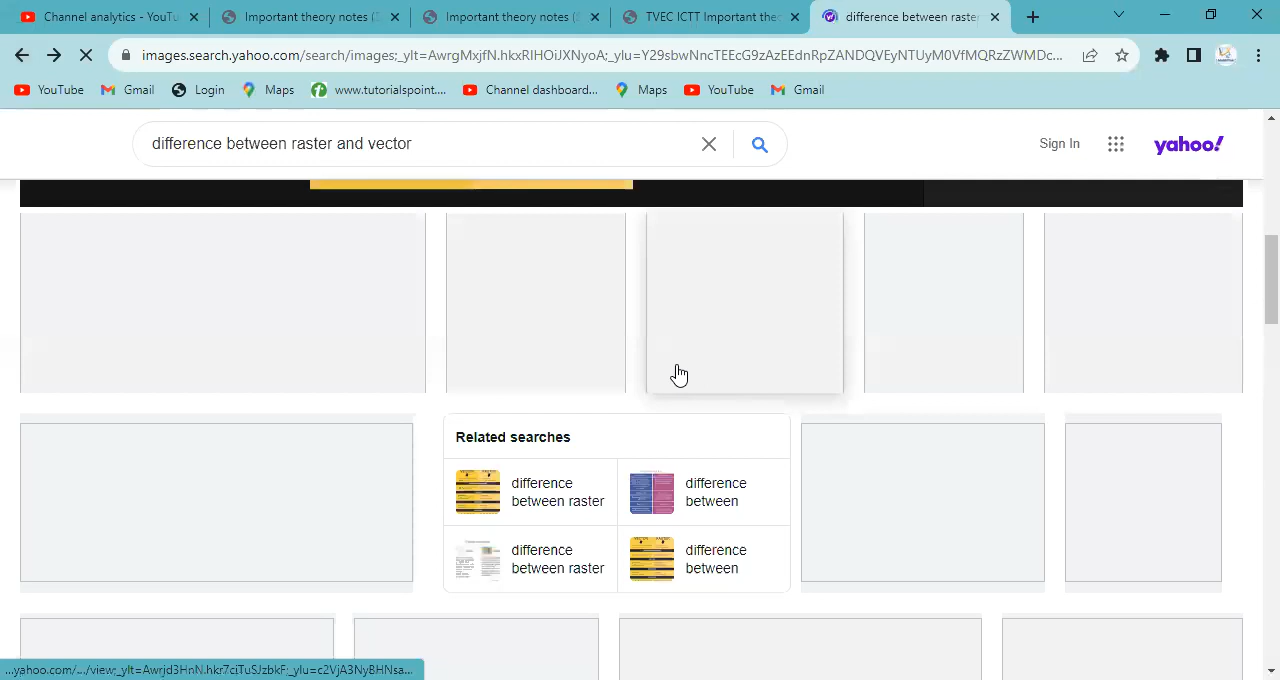 Channel analytics - YouTu
Important theory notes (
Important theory notes (
TVEC ICTT Important the
difference between raster
images.search.yahoo.com/search/images;_ylt=AwrgMxjfN.hkxRIHOiJXNyoA;_ylu=Y29sbwNncTEEcG9zAzEEdnRpZANDQVEyNTUyM0VfMQRzZWMDc...
YouTube
Gmail
Login
Maps
www.tutorialspoint....
Channel dashboard...
Maps
YouTube
Gmail
difference between raster and vector
Sign In
yahoo!
Related searches
difference
between raster
difference
between
difference
between raster
difference
between
...yahoo.com/.../view;_ylt=Awrjd3HnN.hkr7ciTuSJzbkF;_ylu=c2VjA3NyBHNsa...